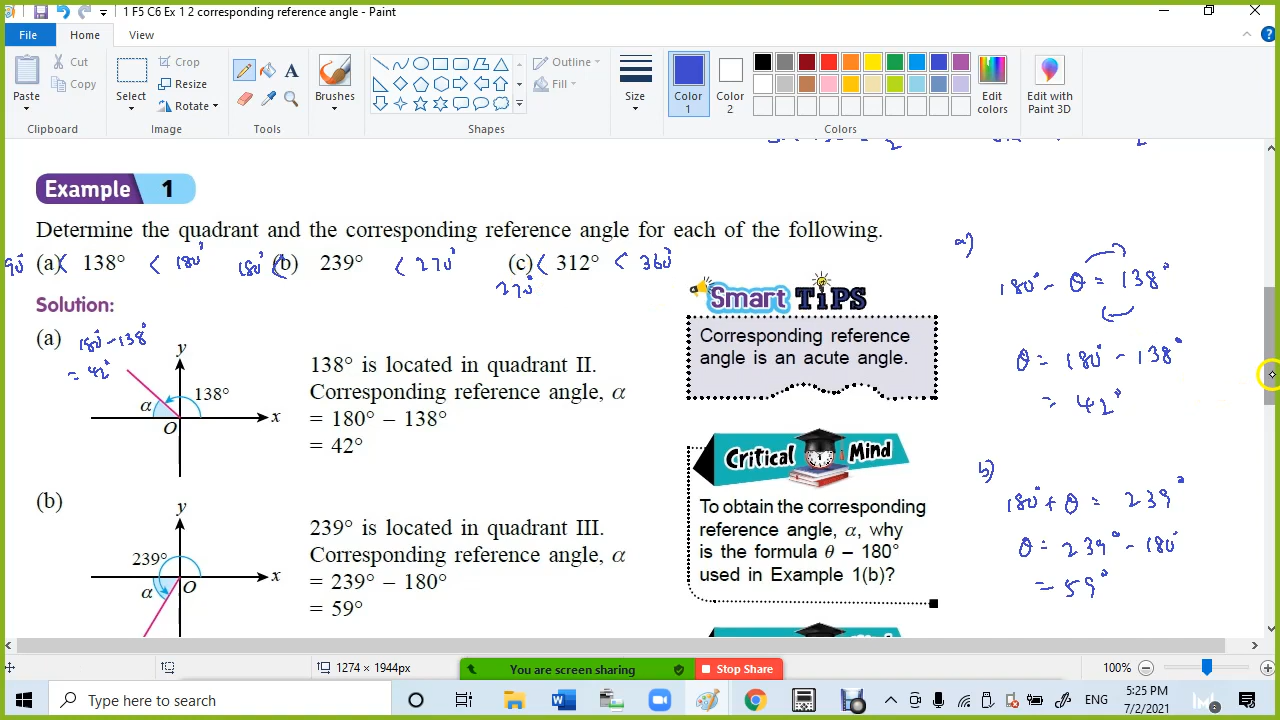 1 F5 C6 Ex 1 2 corresponding reference angle - Paint
File
Home
View
Paste
Cut
Copy
Clipboard
Select
Crop
Resize
Rotate
Image
A
Tools
Brushes
Outline
Fill
Shapes
Size
Color 1
Color 2
Edit colors
Edit with Paint 3D
Colors
Example 1
Determine the quadrant and the corresponding reference angle for each of the following.
90° (a) < 138° < 180° 180° < (b) 239° < 270° (c) < 312° < 360°
270°
Solution:
(a) 180° - 138°
= 42°
y
138°
α
x
O
138° is located in quadrant II.
Corresponding reference angle, α
= 180° − 138°
= 42°
(b)
y
239°
x
α
O
239° is located in quadrant III.
Corresponding reference angle, α
= 239° − 180°
= 59°
Smart TiPS
Corresponding reference
angle is an acute angle.
Critical Mind
To obtain the corresponding
reference angle, α, why
is the formula θ − 180°
used in Example 1(b)?
a)
180° - θ = 138°
θ = 180° - 138°
= 42°
b)
180° + θ = 239°
θ = 239° - 180°
= 59°
1274 × 1944px
You are screen sharing
Stop Share
100%
Type here to search
ENG
5:25 PM
7/2/2021
2